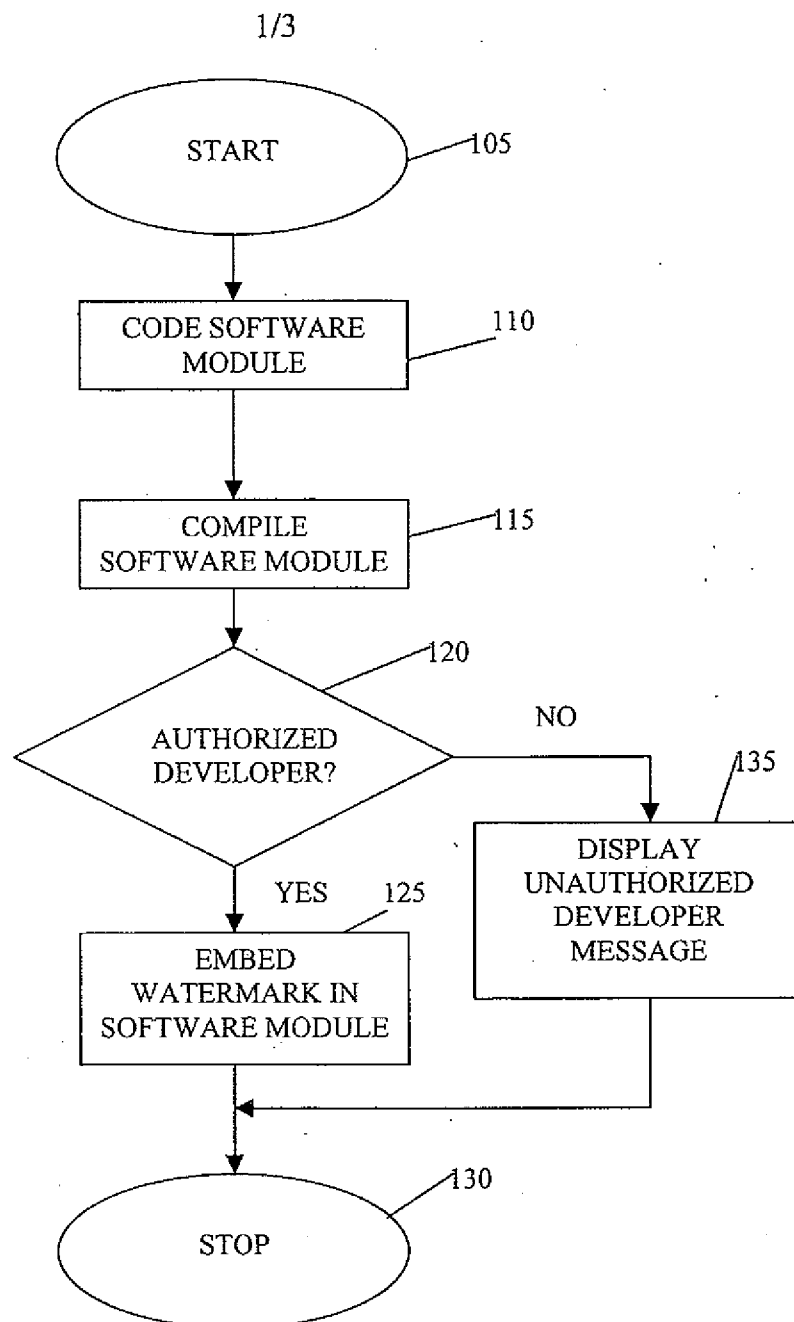 1/3
START
105
CODE SOFTWARE
MODULE
110
COMPILE
SOFTWARE MODULE
115
120
AUTHORIZED
DEVELOPER?
NO
135
DISPLAY
UNAUTHORIZED
DEVELOPER
MESSAGE
YES
125
EMBED
WATERMARK IN
SOFTWARE MODULE
130
STOP